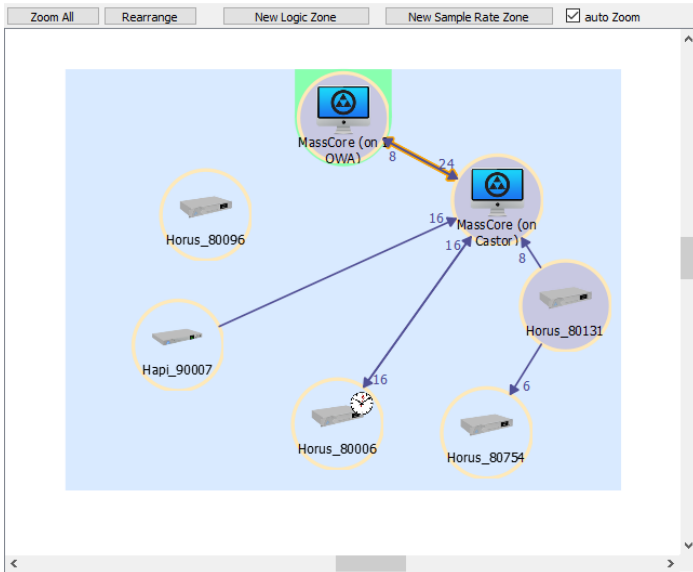 Zoom All
Rearrange
New Logic Zone
New Sample Rate Zone
auto Zoom
MassCore (on
OWA)
8
24
MassCore (on
Castor)
Horus_80096
16
16
8
Horus_80131
Hapi_90007
16
6
Horus_80006
Horus_80754